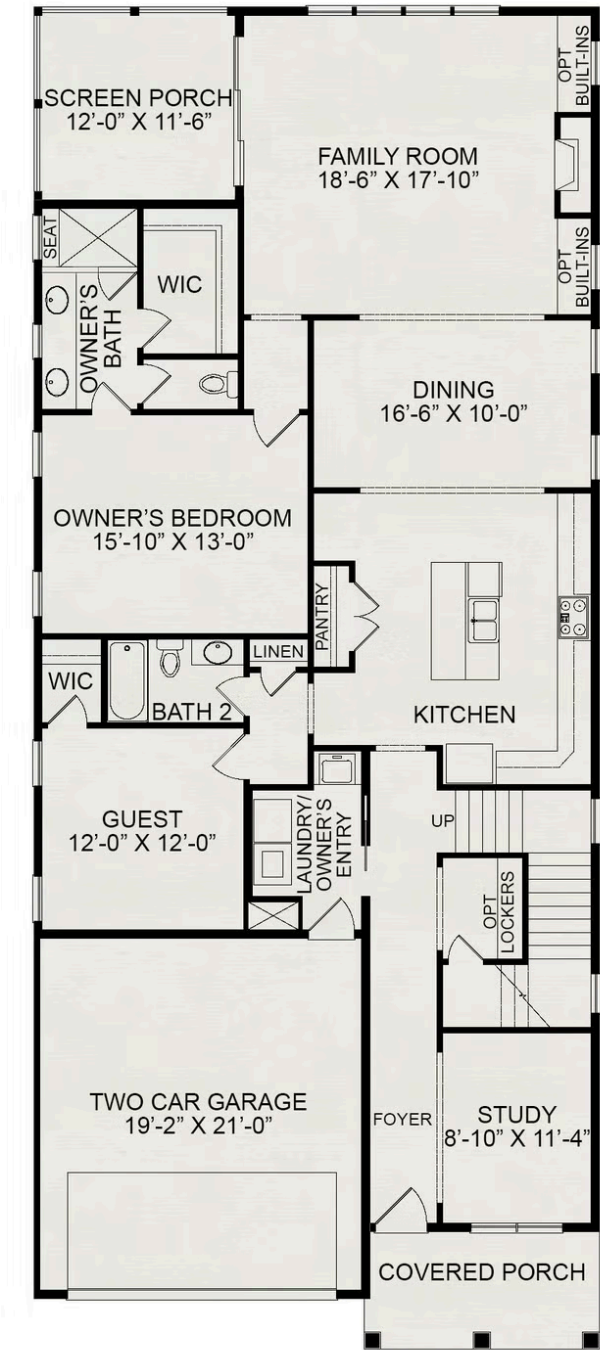 OPT
BUILT-INS
SCREEN PORCH
12'-0" X 11'-6"
FAMILY ROOM
18'-6" X 17'-10"
SEAT
OPT
BUILT-INS
WIC
OWNER'S
BATH
DINING
16'-6" X 10'-0"
OWNER'S BEDROOM
15'-10" X 13'-0"
PANTRY
LINEN
WIC
BATH 2
KITCHEN
GUEST
12'-0" X 12'-0"
LAUNDRY/
OWNER'S
ENTRY
UP
OPT
LOCKERS
TWO CAR GARAGE
19'-2" X 21'-0"
FOYER
STUDY
8'-10" X 11'-4"
COVERED PORCH